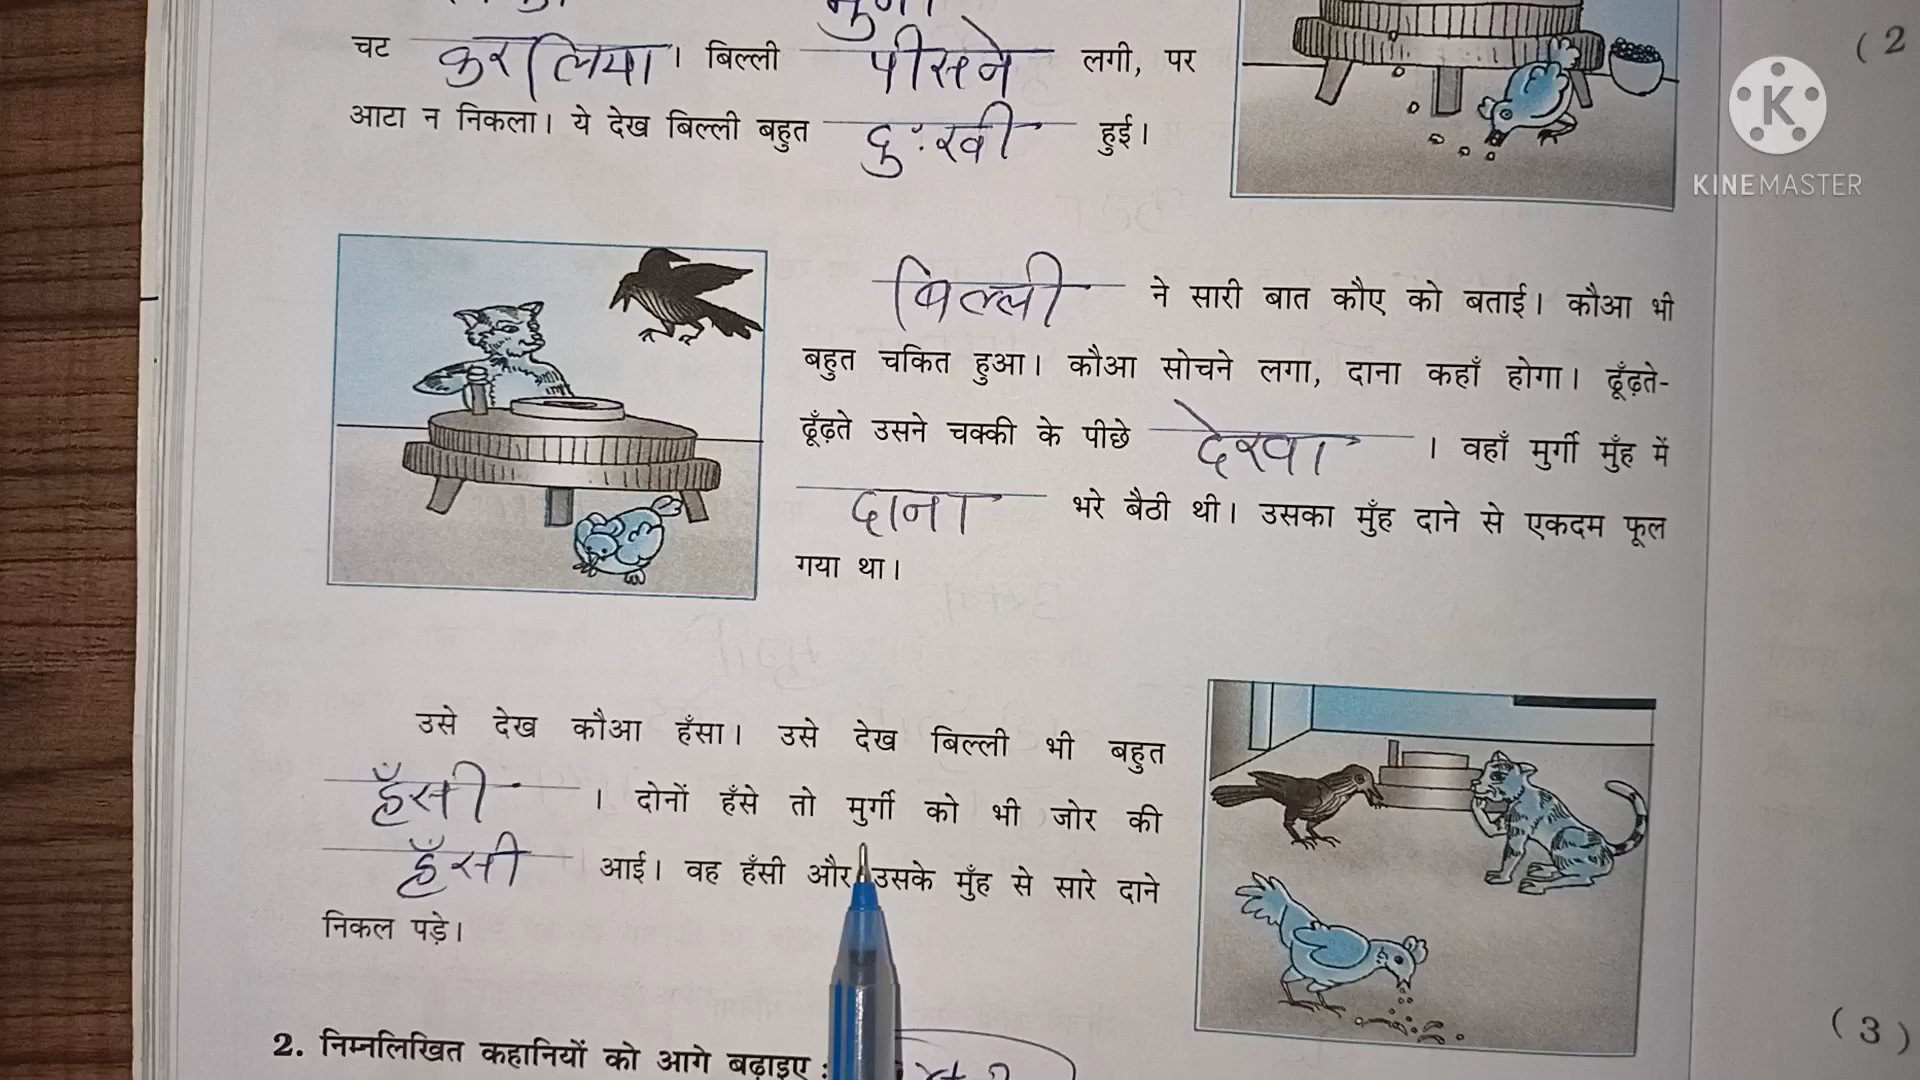 चट कर लिया । बिल्ली पीसने लगी, पर
(2
आटा न निकला। ये देख बिल्ली बहुत दुःखी हुई।
KINEMASTER
बिल्ली ने सारी बात कौए को बताई। कौआ भी
बहुत चकित हुआ। कौआ सोचने लगा, दाना कहाँ होगा। ढूँढ़ते-
ढूँढ़ते उसने चक्की के पीछे देखा । वहाँ मुर्गी मुँह में
दाना भरे बैठी थी। उसका मुँह दाने से एकदम फूल
गया था।
उसे देख कौआ हँसा। उसे देख बिल्ली भी बहुत
हँसी । दोनों हँसे तो मुर्गी को भी जोर की
हँसी आई। वह हँसी और उसके मुँह से सारे दाने
निकल पड़े।
(3)
2. निम्नलिखित कहानियों को आगे बढ़ाइए :